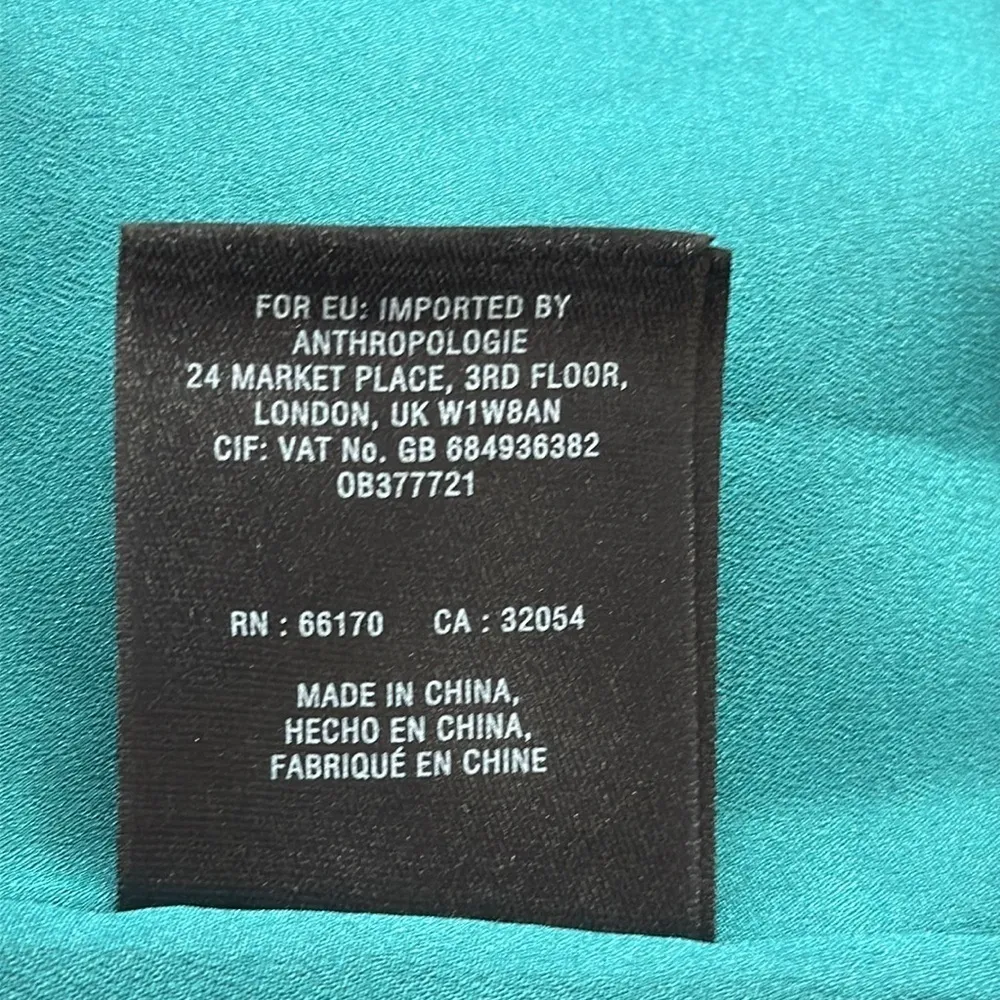 FOR EU: IMPORTED BY
ANTHROPOLOGIE
24 MARKET PLACE, 3RD FLOOR,
LONDON, UK W1W8AN
CIF: VAT No. GB 684936382
0B377721
RN : 66170 CA : 32054
MADE IN CHINA,
HECHO EN CHINA,
FABRIQUÉ EN CHINE